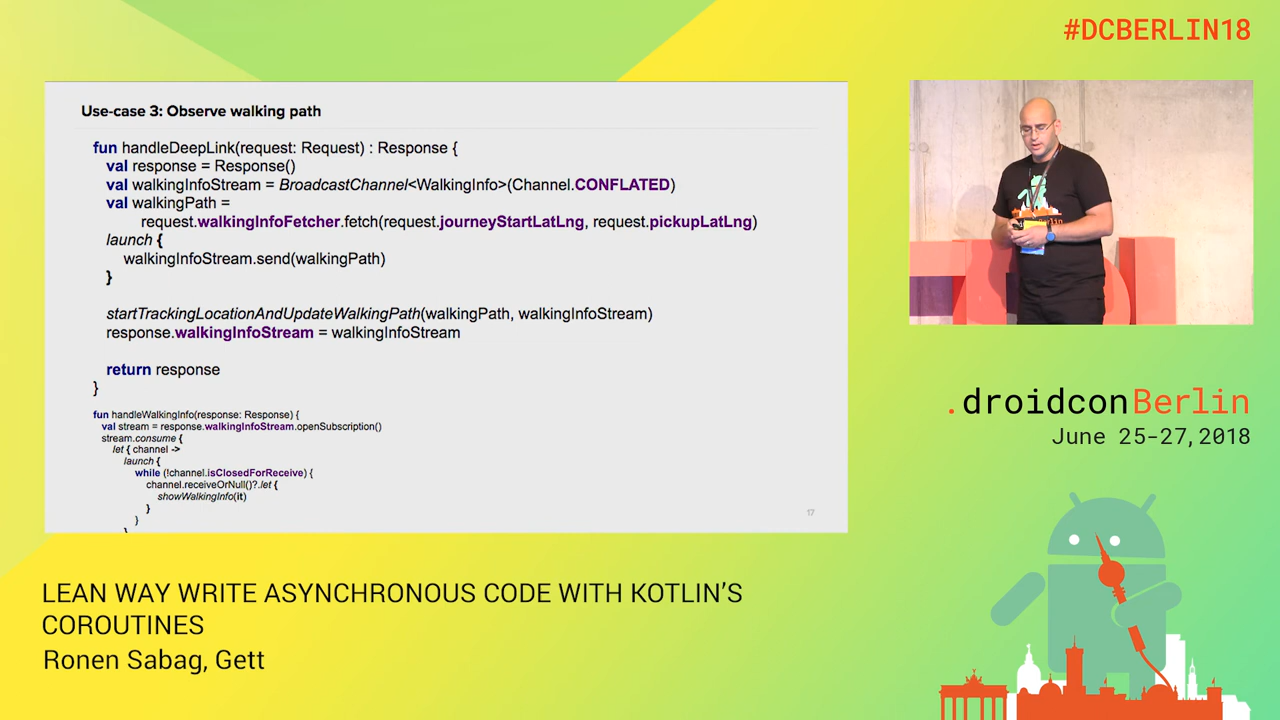 #DCBERLIN18
Use-case 3: Observe walking path
fun handleDeepLink(request: Request) : Response {
val response = Response()
val walkingInfoStream = BroadcastChannel<WalkingInfo>(Channel.CONFLATED)
val walkingPath =
request.walkingInfoFetcher.fetch(request.journeyStartLatLng, request.pickupLatLng)
launch {
walkingInfoStream.send(walkingPath)
}
startTrackingLocationAndUpdateWalkingPath(walkingPath, walkingInfoStream)
response.walkingInfoStream = walkingInfoStream
return response
}
fun handleWalkingInfo(response: Response) {
val stream = response.walkingInfoStream.openSubscription()
stream.consume {
let { channel ->
launch {
while (!channel.isClosedForReceive) {
channel.receiveOrNull()?.let {
showWalkingInfo(it)
}
}
}
17
.droidconBerlin
June 25-27,2018
LEAN WAY WRITE ASYNCHRONOUS CODE WITH KOTLIN'S
COROUTINES
Ronen Sabag, Gett